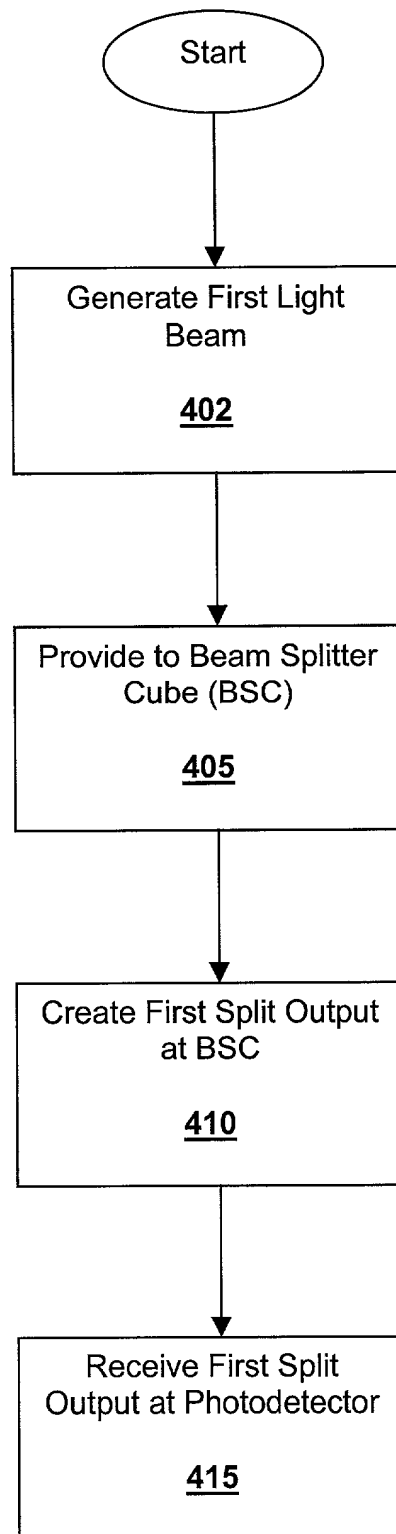 Start
Generate First Light
Beam
402
Provide to Beam Splitter
Cube (BSC)
405
Create First Split Output
at BSC
410
Receive First Split
Output at Photodetector
415